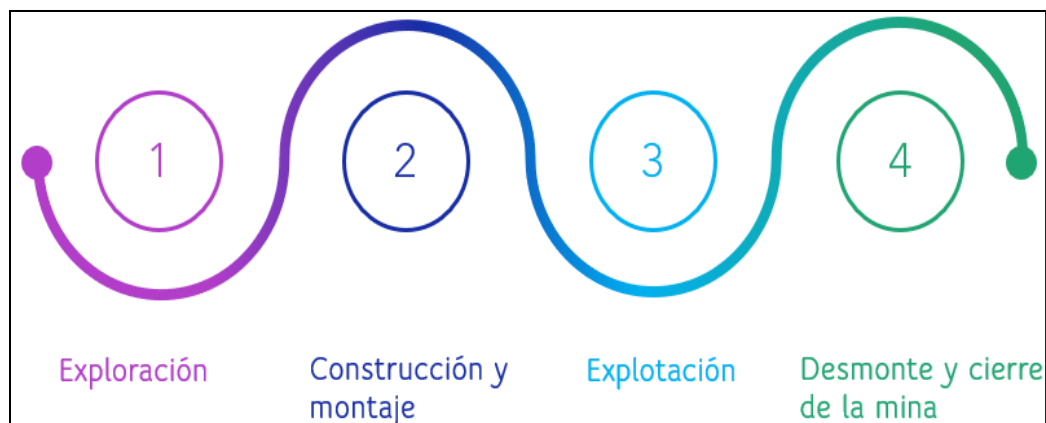 1
2
3
4
Exploración
Construcción y
montaje
Explotación
Desmonte y cierre
de la mina